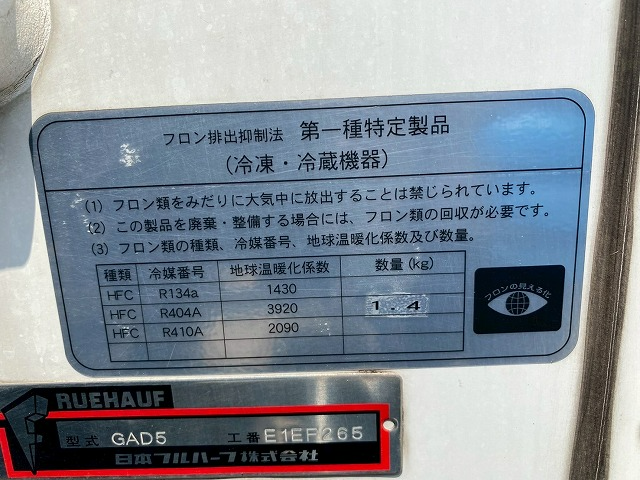 フロン排出抑制法 第一種特定製品
(冷凍・冷蔵機器)
(1) フロン類をみだりに大気中に放出することは禁じられています。
(2) この製品を廃棄・整備する場合には、フロン類の回収が必要です。
(3) フロン類の種類、冷媒番号、地球温暖化係数及び数量。
種類 冷媒番号 地球温暖化係数 数量(kg)
HFC R134a 1430
HFC R404A 3920 1.4
HFC R410A 2090
フロンの見える化
RUEHAUF
型式 GAD5 工番 E1EF265
日本フルハーフ株式会社